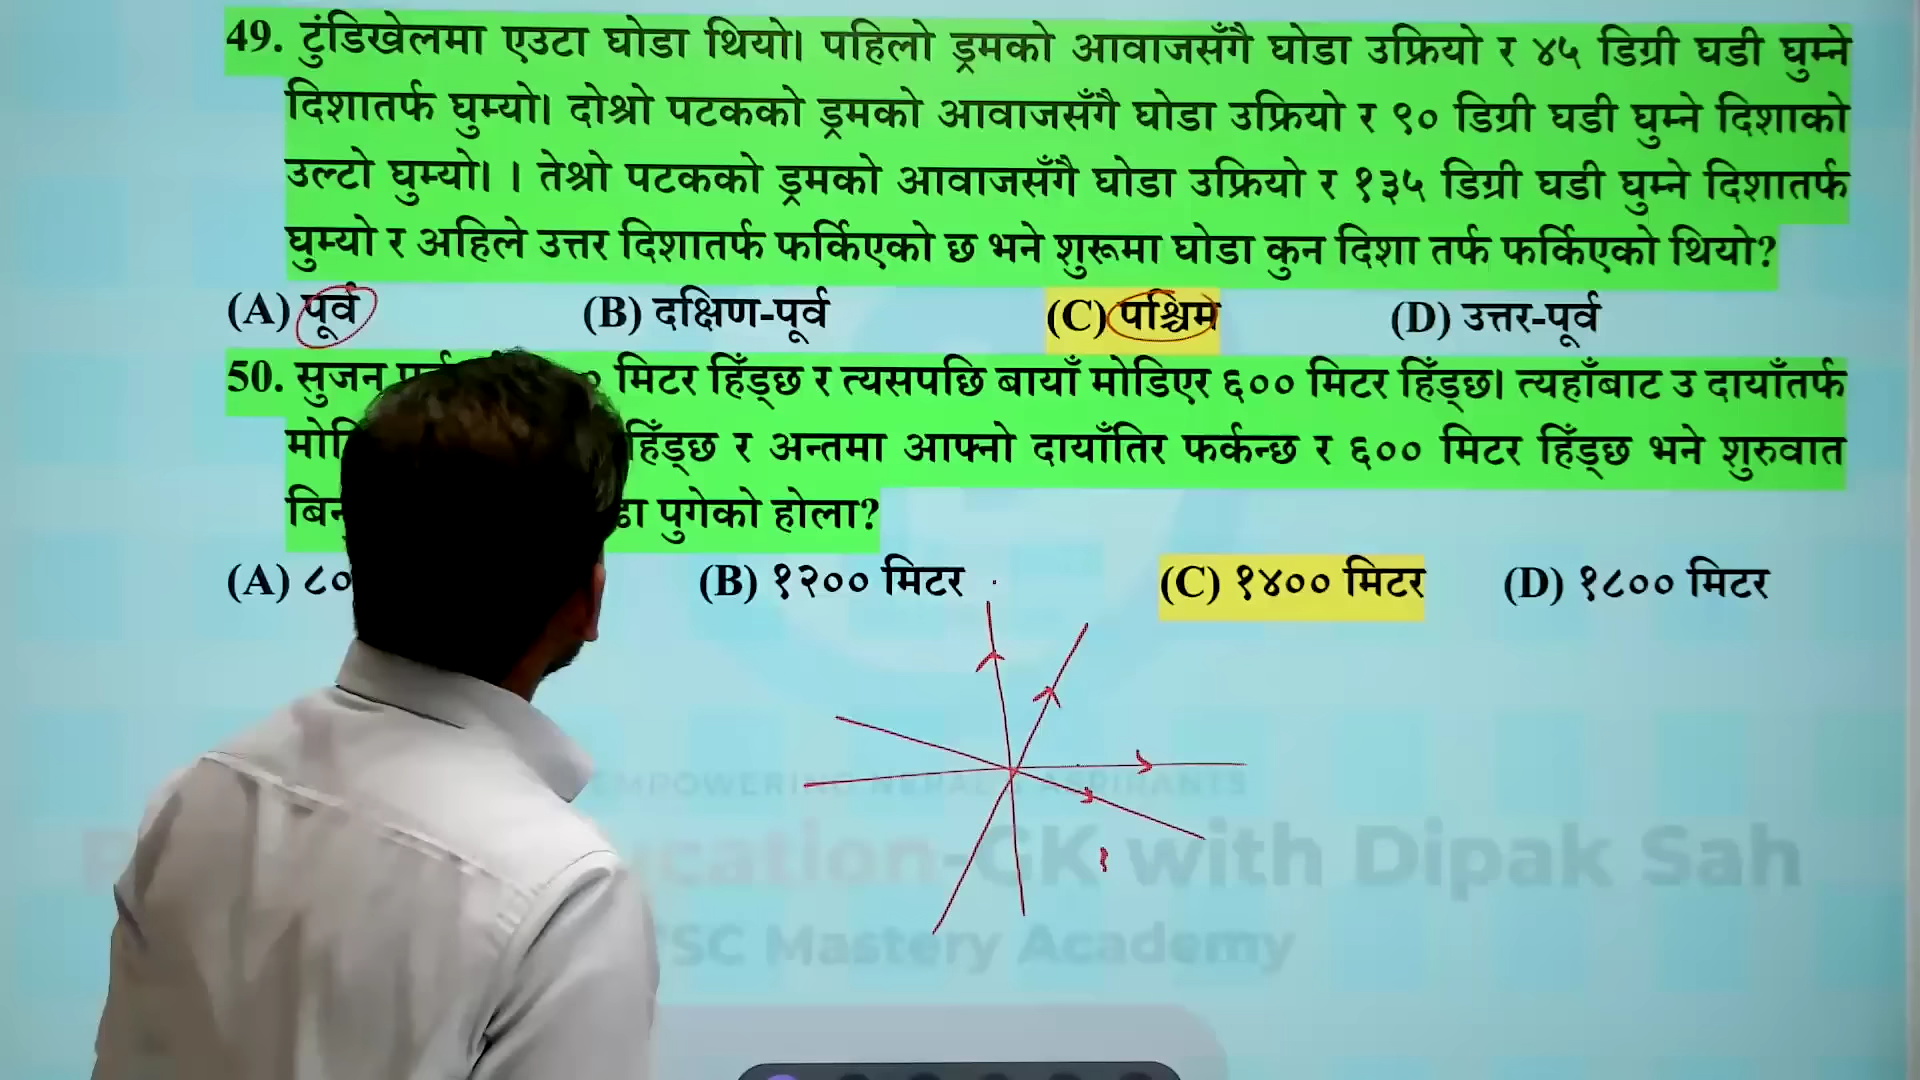 49. टुंडिखेलमा एउटा घोडा थियो। पहिलो ड्रमको आवाजसँगै घोडा उफ्रियो र ४५ डिग्री घडी घुम्ने
दिशातर्फ घुम्यो। दोश्रो पटकको ड्रमको आवाजसँगै घोडा उफ्रियो र ९० डिग्री घडी घुम्ने दिशाको
उल्टो घुम्यो। । तेश्रो पटकको ड्रमको आवाजसँगै घोडा उफ्रियो र १३५ डिग्री घडी घुम्ने दिशातर्फ
घुम्यो र अहिले उत्तर दिशातर्फ फर्किएको छ भने शुरूमा घोडा कुन दिशा तर्फ फर्किएको थियो?
(A) पूर्व (B) दक्षिण-पूर्व (C) पश्चिम (D) उत्तर-पूर्व
50. सुजन मिटर हिँड्छ र त्यसपछि बायाँ मोडिएर ६०० मिटर हिँड्छ। त्यहाँबाट उ दायाँतर्फ
हिँड्छ र अन्तमा आफ्नो दायाँतिर फर्कन्छ र ६०० मिटर हिँड्छ भने शुरुवात
पुगेको होला?
(A) (B) १२०० मिटर (C) १४०० मिटर (D) १८०० मिटर
EMPOWERING NEPAL'S ASPIRANTS
-GK with Dipak Sah
Mastery Academy